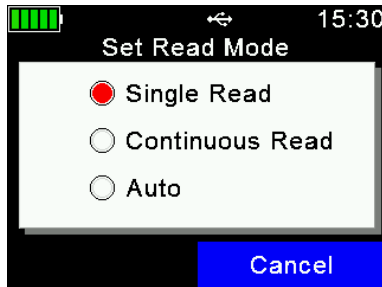 15:30
Set Read Mode
Single Read
Continuous Read
Auto
Cancel